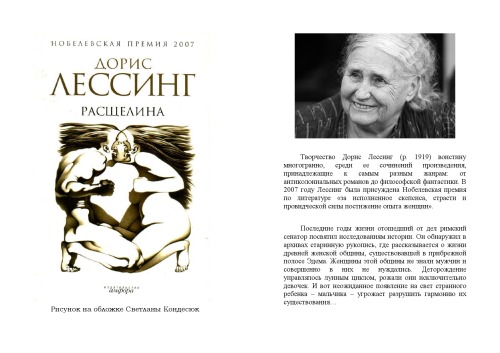 НОБЕЛЕВСКАЯ ПРЕМИЯ 2007
ДОРИС
ЛЕССИНГ
РАСЩЕЛИНА
издательство
амфора
Рисунок на обложке Светланы Кондесюк
Творчество Дорис Лессинг (р. 1919) воистину
многогранно, среди ее сочинений произведения,
принадлежащие к самым разным жанрам: от
антиколониальных романов до философской фантастики. В
2007 году Лессинг была присуждена Нобелевская премия
по литературе «за исполненное скепсиса, страсти и
провидческой силы постижение опыта женщин».
Последние годы жизни отошедший от дел римский
сенатор посвятил исследованиям истории. Он обнаружил в
архивах старинную рукопись, где рассказывается о жизни
древней женской общины, существовавшей в прибрежной
полосе Эдема. Женщины этой общины не знали мужчин и
совершенно в них не нуждались. Деторождение
управлялось лунным циклом, рожали они исключительно
девочек. И вот неожиданное появление на свет странного
ребенка – мальчика – угрожает разрушить гармонию их
существования. .